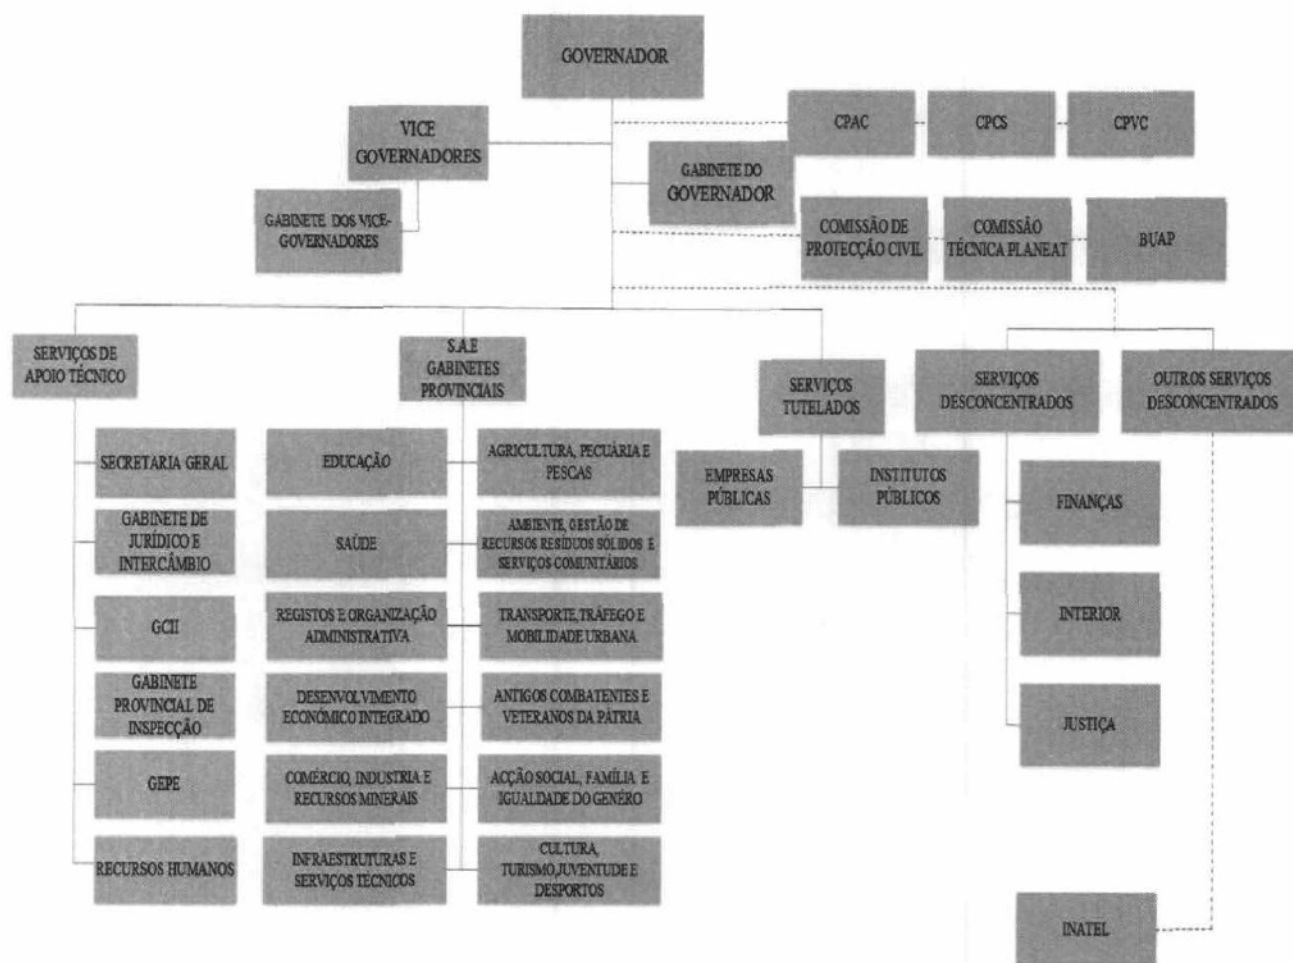 GOVERNADOR
CPAC
CPCS
CPVC
VICE
GOVERNADORES
GABINETE DO
GOVERNADOR
GABINETE DOS VICE-
GOVERNADORES
COMISSÃO DE
PROTECÇÃO CIVIL
COMISSÃO
TÉCNICA PLANEAT
BUAP
SERVIÇOS DE
APOIO TÉCNICO
S.A.E
GABINETES
PROVINCIAIS
SERVIÇOS
TUTELADOS
SERVIÇOS
DESCONCENTRADOS
OUTROS SERVIÇOS
DESCONCENTRADOS
SECRETARIA GERAL
GABINETE DE
JURÍDICO E
INTERCÂMBIO
GCII
GABINETE
PROVINCIAL DE
INSPECÇÃO
GEPE
RECURSOS HUMANOS
EDUCAÇÃO
SAÚDE
REGISTOS E ORGANIZAÇÃO
ADMINISTRATIVA
DESENVOLVIMENTO
ECONÓMICO INTEGRADO
COMÉRCIO, INDUSTRIA E
RECURSOS MINERAIS
INFRAESTRUTURAS E
SERVIÇOS TÉCNICOS
AGRICULTURA, PECUÁRIA E
PESCAS
AMBIENTE, GESTÃO DE
RECURSOS RESÍDUOS SÓLIDOS E
SERVIÇOS COMUNITÁRIOS
TRANSPORTE, TRÁFEGO E
MOBILIDADE URBANA
ANTIGOS COMBATENTES E
VETERANOS DA PÁTRIA
ACÇÃO SOCIAL, FAMÍLIA E
IGUALDADE DO GENÉRO
CULTURA,
TURISMO,JUVENTUDE E
DESPORTOS
EMPRESAS
PÚBLICAS
INSTITUTOS
PÚBLICOS
FINANÇAS
INTERIOR
JUSTIÇA
INATEL